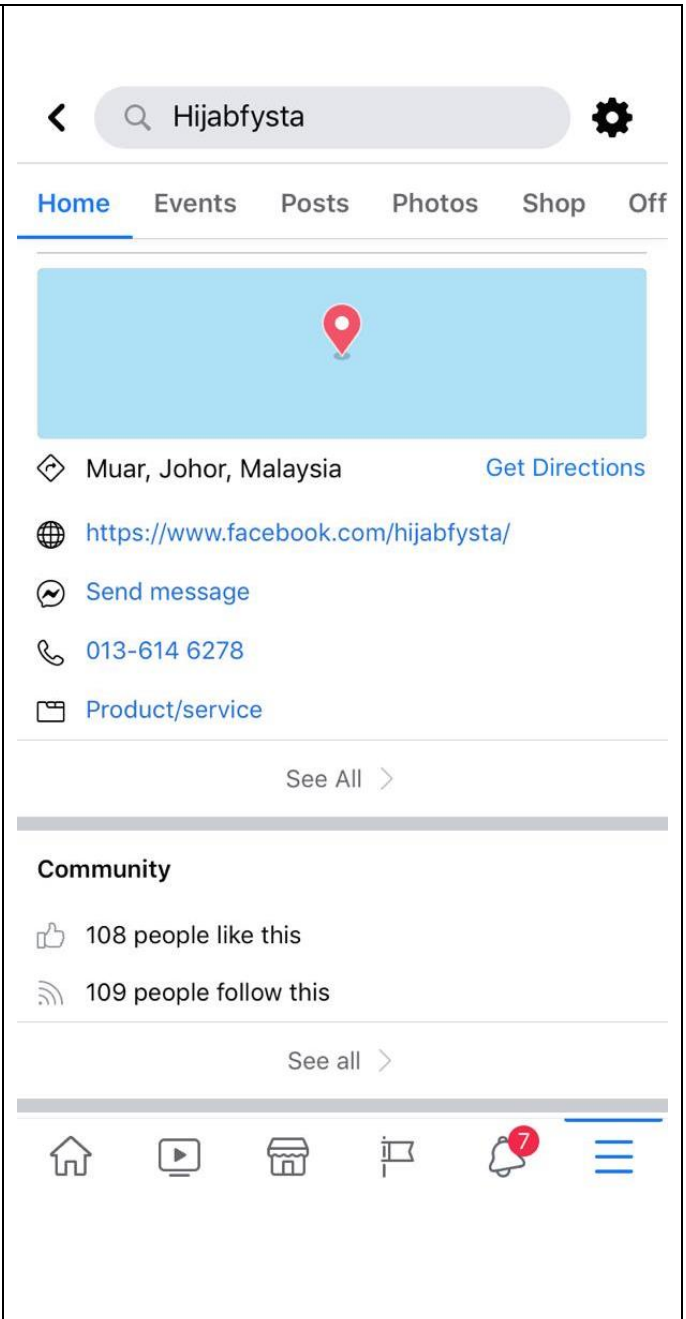 Hijabfysta
Home Events Posts Photos Shop Off
Muar, Johor, Malaysia Get Directions
https://www.facebook.com/hijabfysta/
Send message
013-614 6278
Product/service
See All
Community
108 people like this
109 people follow this
See all
7